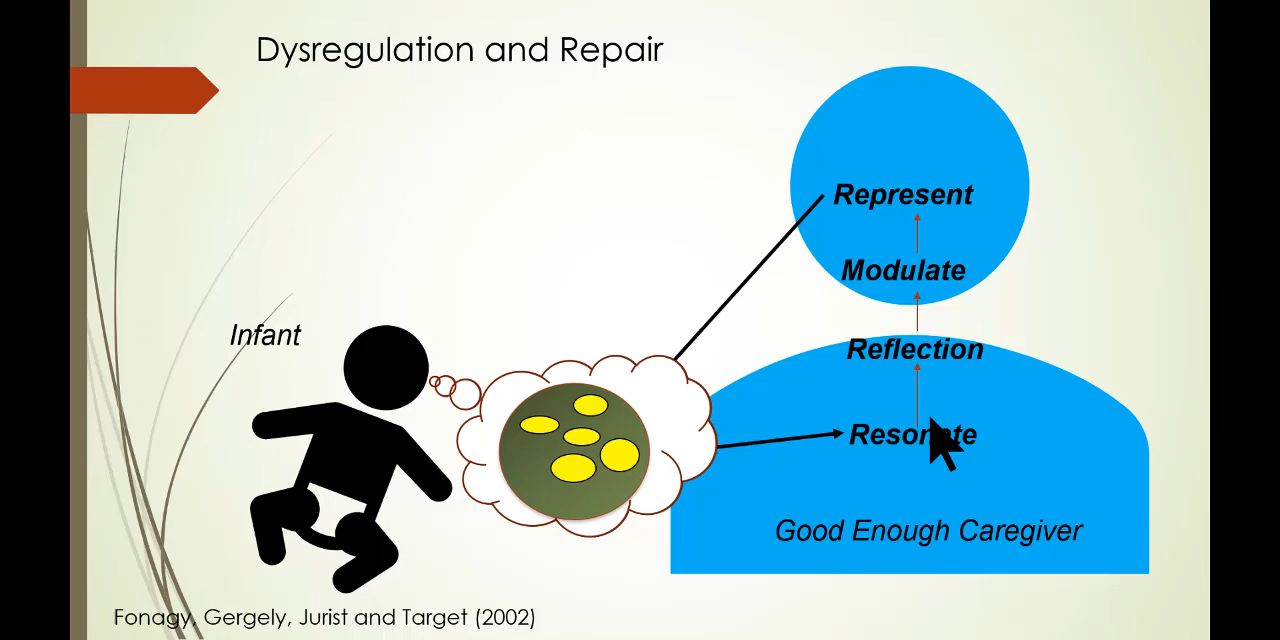 Dysregulation and Repair
Represent
Modulate
Infant
Reflection
Resonate
Good Enough Caregiver
Fonagy, Gergely, Jurist and Target (2002)